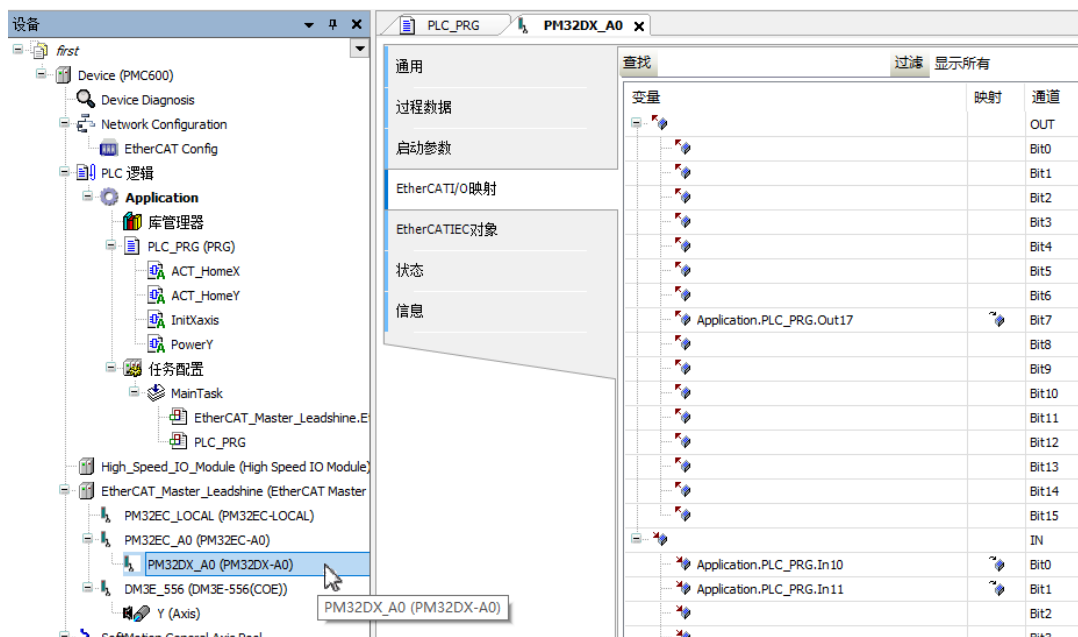 设备
first
Device (PMC600)
Device Diagnosis
Network Configuration
EtherCAT Config
PLC 逻辑
Application
库管理器
PLC_PRG (PRG)
ACT_HomeX
ACT_HomeY
InitXaxis
PowerY
任务配置
MainTask
EtherCAT_Master_Leadshine.E
PLC_PRG
High_Speed_IO_Module (High Speed IO Module)
EtherCAT_Master_Leadshine (EtherCAT Master
PM32EC_LOCAL (PM32EC-LOCAL)
PM32EC_A0 (PM32EC-A0)
PM32DX_A0 (PM32DX-A0)
DM3E_556 (DM3E-556(COE))
PM32DX_A0 (PM32DX-A0)
Y (Axis)
SoftMotion General Axis Pool
PLC_PRG
PM32DX_A0
通用
过程数据
启动参数
EtherCATI/O映射
EtherCATIEC对象
状态
信息
查找 过滤 显示所有
变量 映射 通道
OUT
Bit0
Bit1
Bit2
Bit3
Bit4
Bit5
Bit6
Application.PLC_PRG.Out17 Bit7
Bit8
Bit9
Bit10
Bit11
Bit12
Bit13
Bit14
Bit15
IN
Application.PLC_PRG.In10 Bit0
Application.PLC_PRG.In11 Bit1
Bit2
Bit3